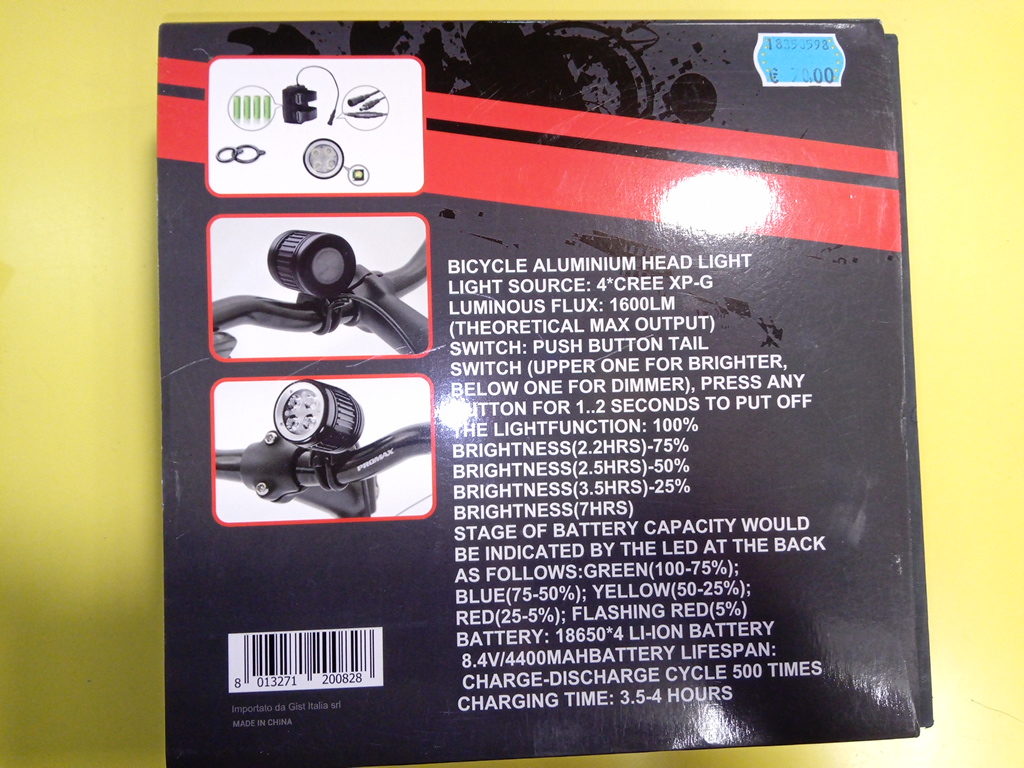 18353598
€ 20.00
BICYCLE ALUMINIUM HEAD LIGHT
LIGHT SOURCE: 4*CREE XP-G
LUMINOUS FLUX: 1600LM
(THEORETICAL MAX OUTPUT)
SWITCH: PUSH BUTTON TAIL
SWITCH (UPPER ONE FOR BRIGHTER,
BELOW ONE FOR DIMMER), PRESS ANY
BUTTON FOR 1..2 SECONDS TO PUT OFF
THE LIGHTFUNCTION: 100%
BRIGHTNESS(2.2HRS)-75%
BRIGHTNESS(2.5HRS)-50%
BRIGHTNESS(3.5HRS)-25%
BRIGHTNESS(7HRS)
STAGE OF BATTERY CAPACITY WOULD
BE INDICATED BY THE LED AT THE BACK
AS FOLLOWS:GREEN(100-75%);
BLUE(75-50%); YELLOW(50-25%);
RED(25-5%); FLASHING RED(5%)
BATTERY: 18650*4 LI-ION BATTERY
8.4V/4400MAHBATTERY LIFESPAN:
CHARGE-DISCHARGE CYCLE 500 TIMES
CHARGING TIME: 3.5-4 HOURS
PROMAX
8 013271 200828
Importato da Gist Italia srl
MADE IN CHINA